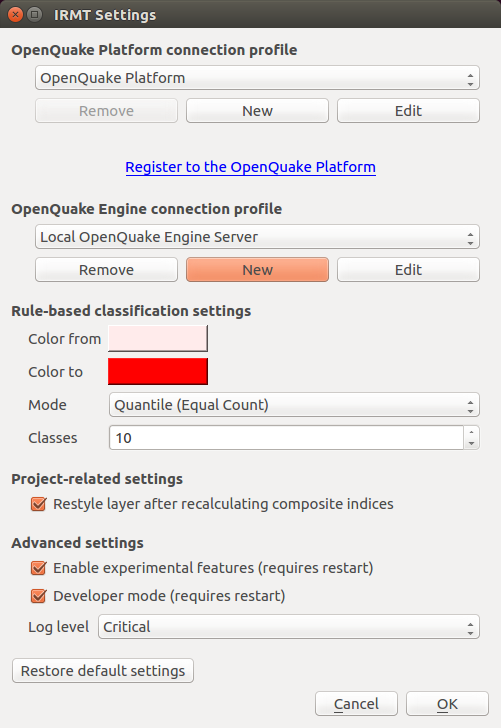 IRMT Settings
OpenQuake Platform connection profile
OpenQuake Platform
Remove New Edit
Register to the OpenQuake Platform
OpenQuake Engine connection profile
Local OpenQuake Engine Server
Remove New Edit
Rule-based classification settings
Color from
Color to
Mode Quantile (Equal Count)
Classes 10
Project-related settings
Restyle layer after recalculating composite indices
Advanced settings
Enable experimental features (requires restart)
Developer mode (requires restart)
Log level Critical
Restore default settings
Cancel OK